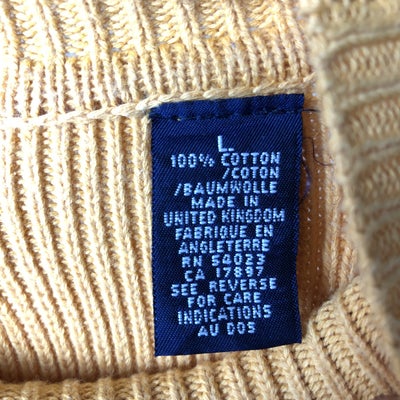 L
100% COTTON
/COTON
/BAUMWOLLE
MADE IN
UNITED KINGDOM
FABRIQUE EN
ANGLETERRE
RN 54023
CA 17897
SEE REVERSE
FOR CARE
INDICATIONS
AU DOS